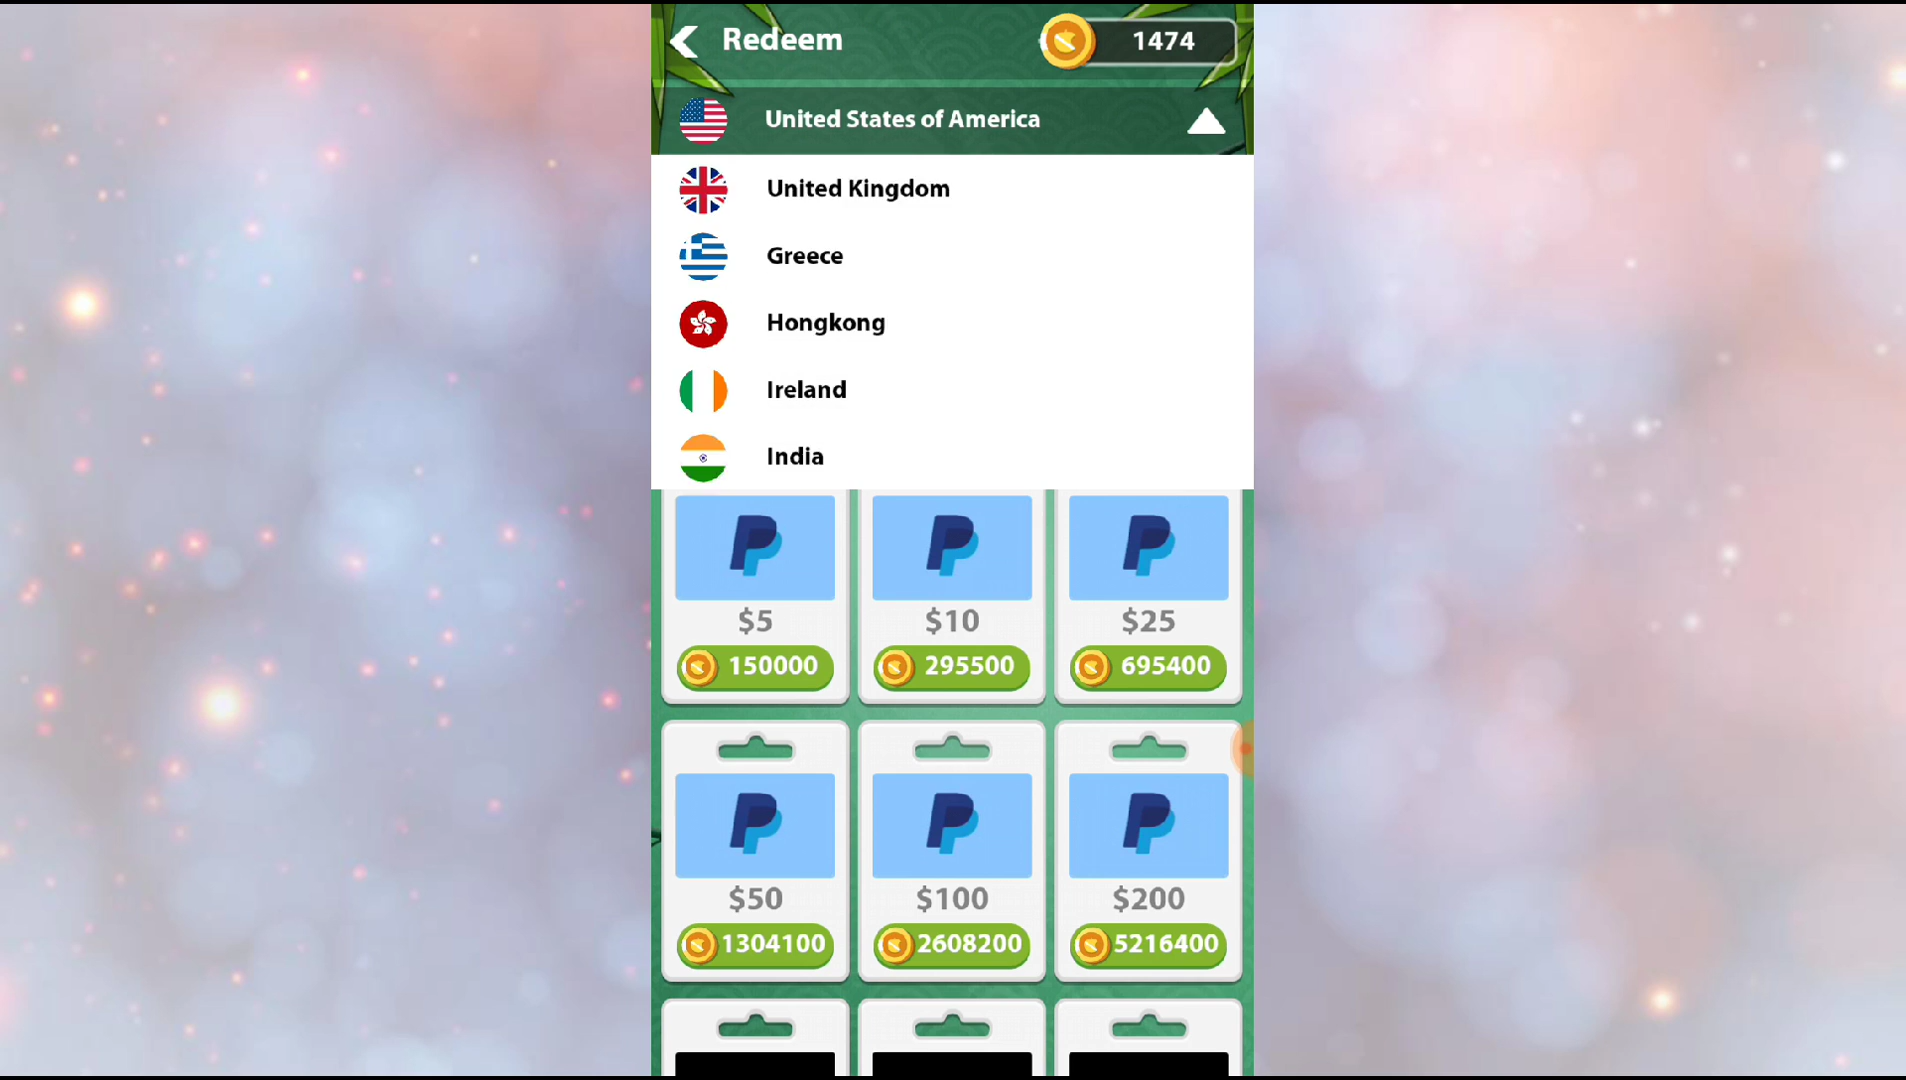 Redeem
1474
United States of America
United Kingdom
Greece
Hongkong
Ireland
India
$5 $10 $25
150000 295500 695400
$50 $100 $200
1304100 2608200 5216400